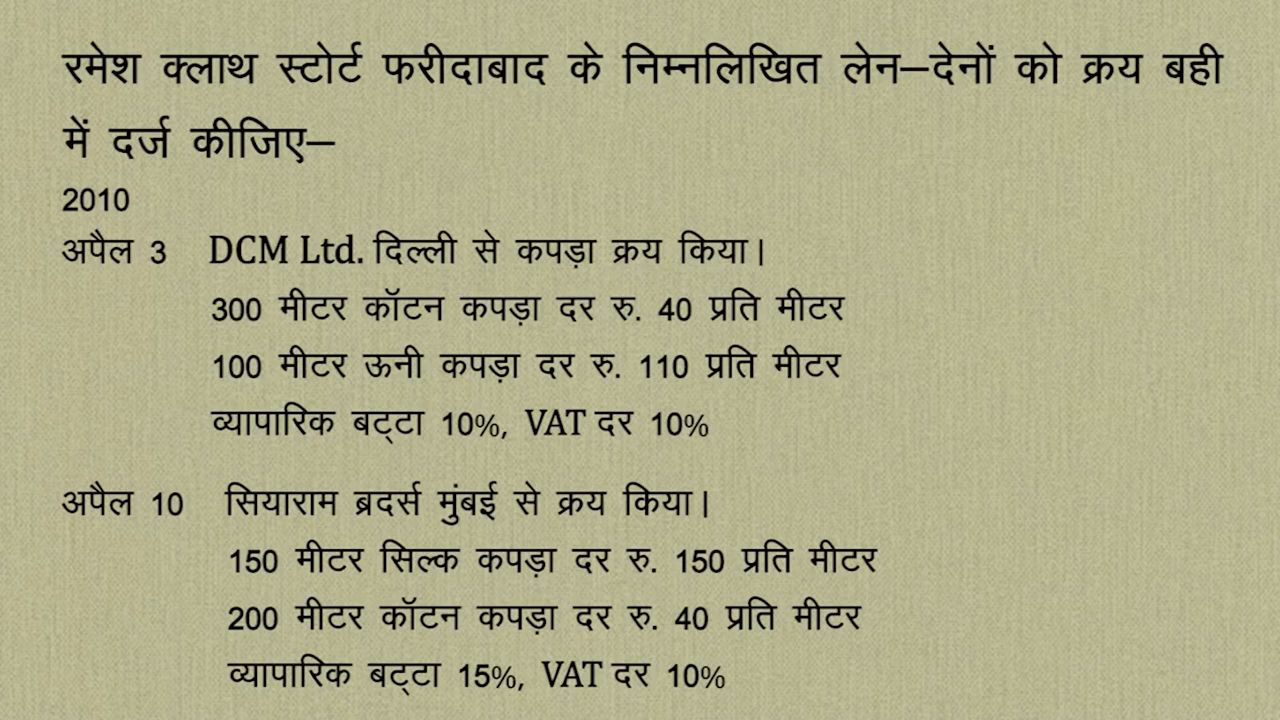 रमेश क्लाथ स्टोर्ट फरीदाबाद के निम्नलिखित लेन–देनों को क्रय बही
में दर्ज कीजिए–
2010
अपैल 3 DCM Ltd. दिल्ली से कपड़ा क्रय किया।
300 मीटर कॉटन कपड़ा दर रु. 40 प्रति मीटर
100 मीटर ऊनी कपड़ा दर रु. 110 प्रति मीटर
व्यापारिक बट्टा 10%, VAT दर 10%
अपैल 10 सियाराम ब्रदर्स मुंबई से क्रय किया।
150 मीटर सिल्क कपड़ा दर रु. 150 प्रति मीटर
200 मीटर कॉटन कपड़ा दर रु. 40 प्रति मीटर
व्यापारिक बट्टा 15%, VAT दर 10%